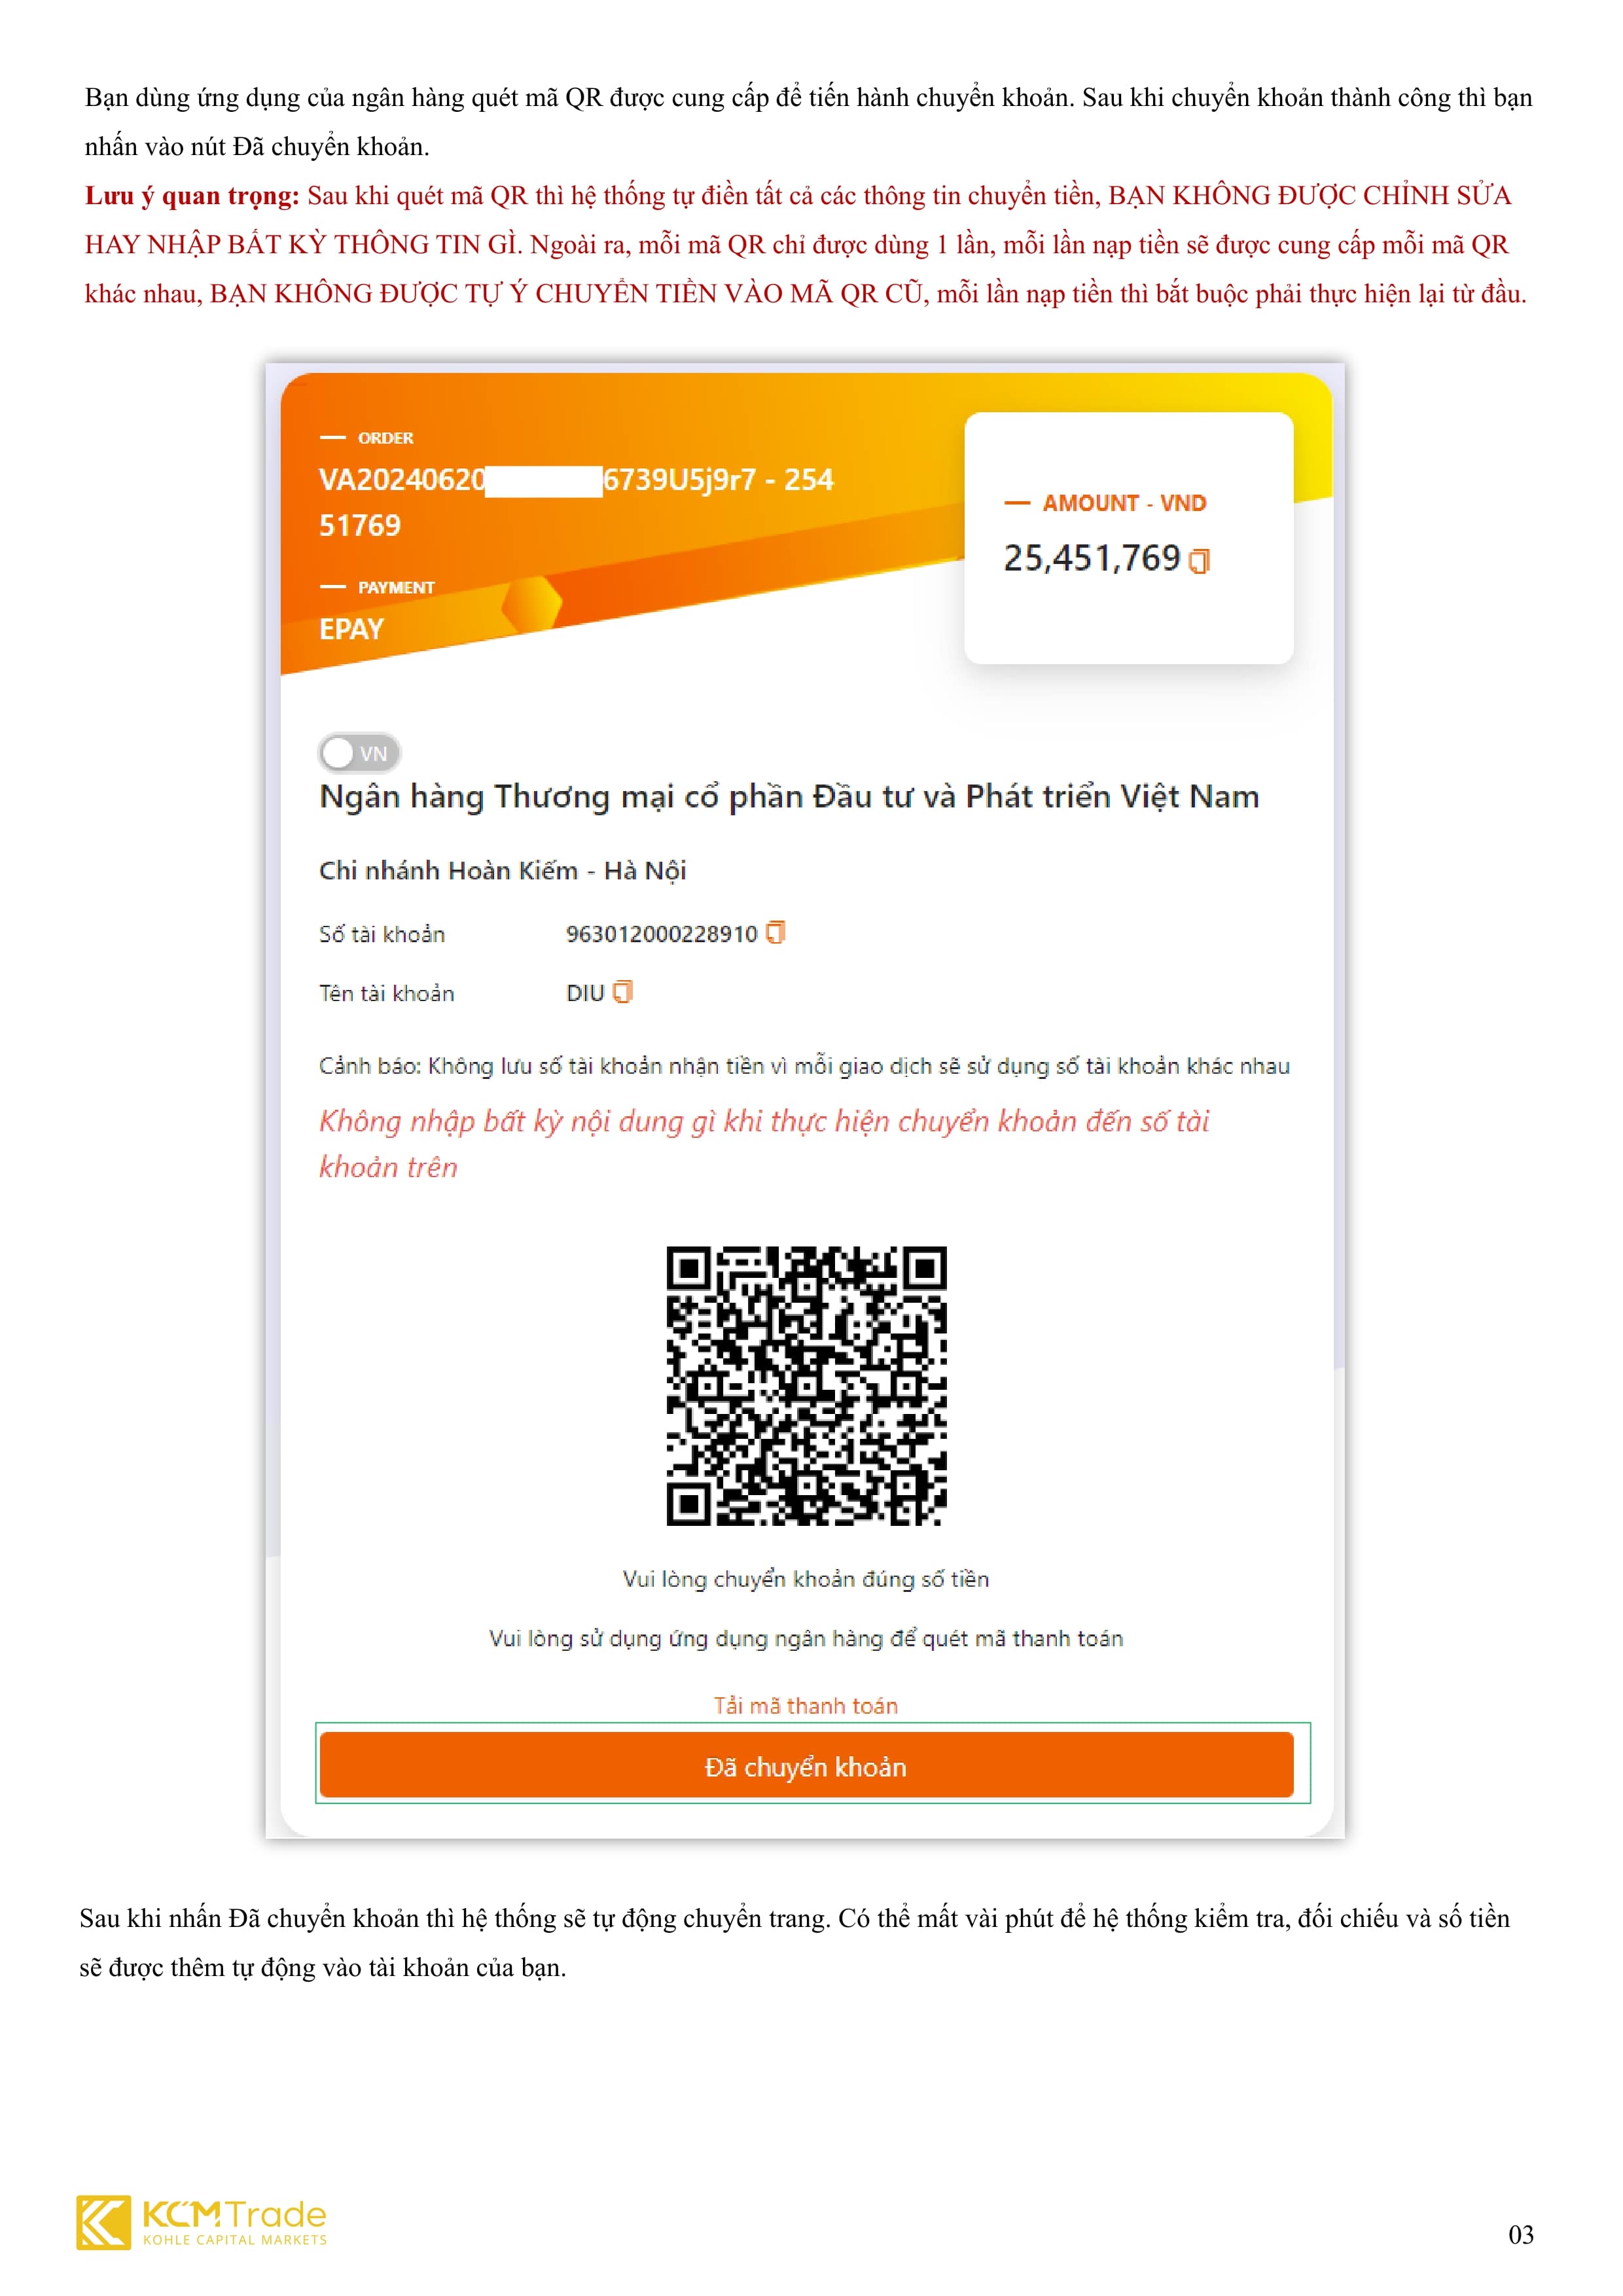 Bạn dùng ứng dụng của ngân hàng quét mã QR được cung cấp để tiến hành chuyển khoản. Sau khi chuyển khoản thành công thì bạn
nhấn vào nút Đã chuyển khoản.
Lưu ý quan trọng: Sau khi quét mã QR thì hệ thống tự điền tất cả các thông tin chuyển tiền, BẠN KHÔNG ĐƯỢC CHỈNH SỬA
HAY NHẬP BẤT KỲ THÔNG TIN GÌ. Ngoài ra, mỗi mã QR chỉ được dùng 1 lần, mỗi lần nạp tiền sẽ được cung cấp mỗi mã QR
khác nhau, BẠN KHÔNG ĐƯỢC TỰ Ý CHUYỂN TIỀN VÀO MÃ QR CŨ, mỗi lần nạp tiền thì bắt buộc phải thực hiện lại từ đầu.
ORDER
VA20240620 6739U5j9r7 - 254
51769
AMOUNT - VND
25,451,769
PAYMENT
EPAY
VN
Ngân hàng Thương mại cổ phần Đầu tư và Phát triển Việt Nam
Chi nhánh Hoàn Kiếm - Hà Nội
Số tài khoản 963012000228910
Tên tài khoản DIU
Cảnh báo: Không lưu số tài khoản nhận tiền vì mỗi giao dịch sẽ sử dụng số tài khoản khác nhau
Không nhập bất kỳ nội dung gì khi thực hiện chuyển khoản đến số tài
khoản trên
Vui lòng chuyển khoản đúng số tiền
Vui lòng sử dụng ứng dụng ngân hàng để quét mã thanh toán
Tải mã thanh toán
Đã chuyển khoản
Sau khi nhấn Đã chuyển khoản thì hệ thống sẽ tự động chuyển trang. Có thể mất vài phút để hệ thống kiểm tra, đối chiếu và số tiền
sẽ được thêm tự động vào tài khoản của bạn.
KCMTrade
KOHLE CAPITAL MARKETS
03